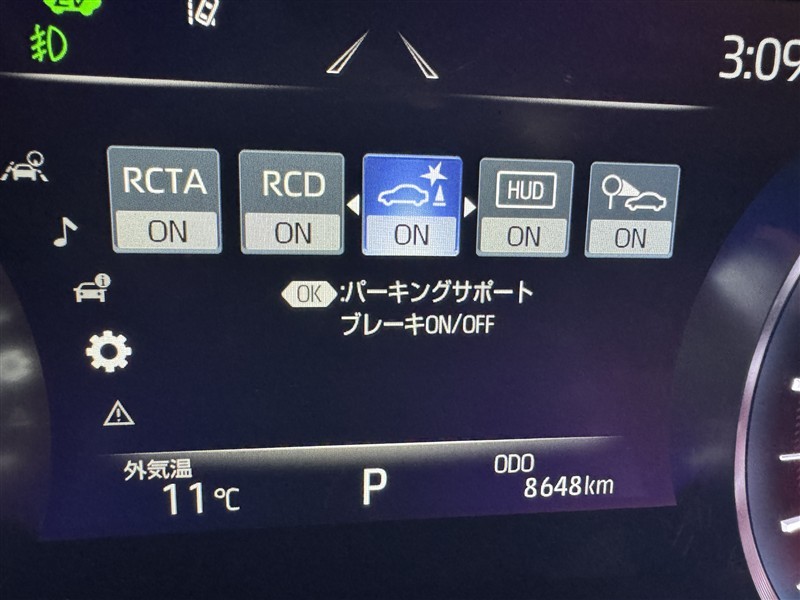 EV
3:09
RCTA
RCD
HUD
ON
ON
ON
ON
ON
OK :パーキングサポート
ブレーキON/OFF
外気温
11℃
P
ODO
8648km